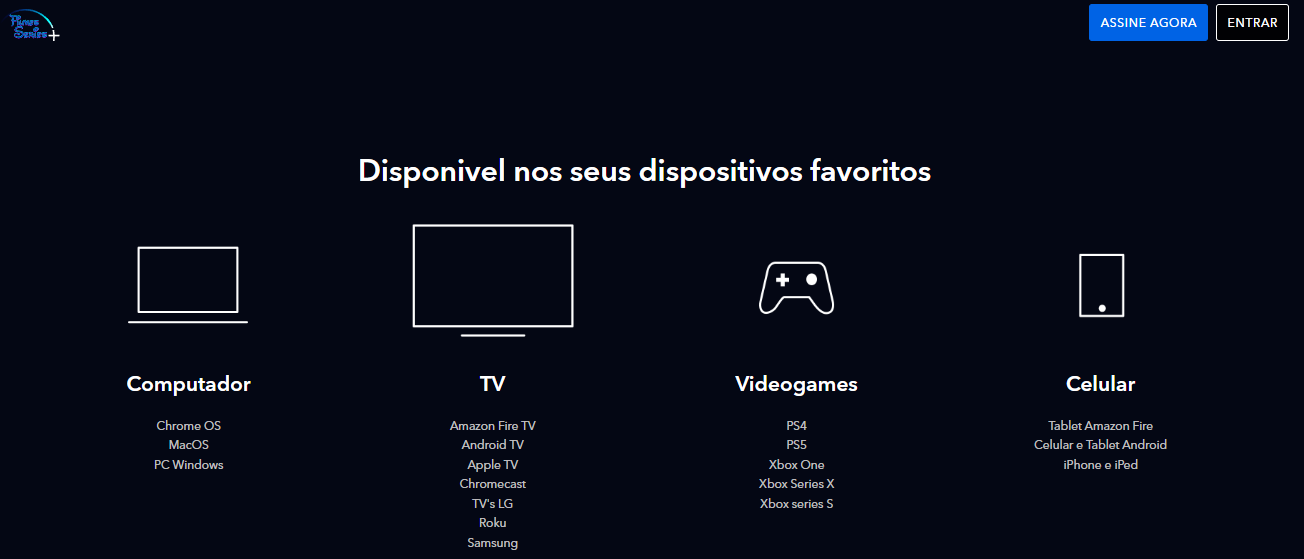 ASSINE AGORA
ENTRAR
Disponivel nos seus dispositivos favoritos
Computador
Chrome OS
MacOS
PC Windows
TV
Amazon Fire TV
Android TV
Apple TV
Chromecast
TV's LG
Roku
Samsung
Videogames
PS4
PS5
Xbox One
Xbox Series X
Xbox series S
Celular
Tablet Amazon Fire
Celular e Tablet Android
iPhone e iPed